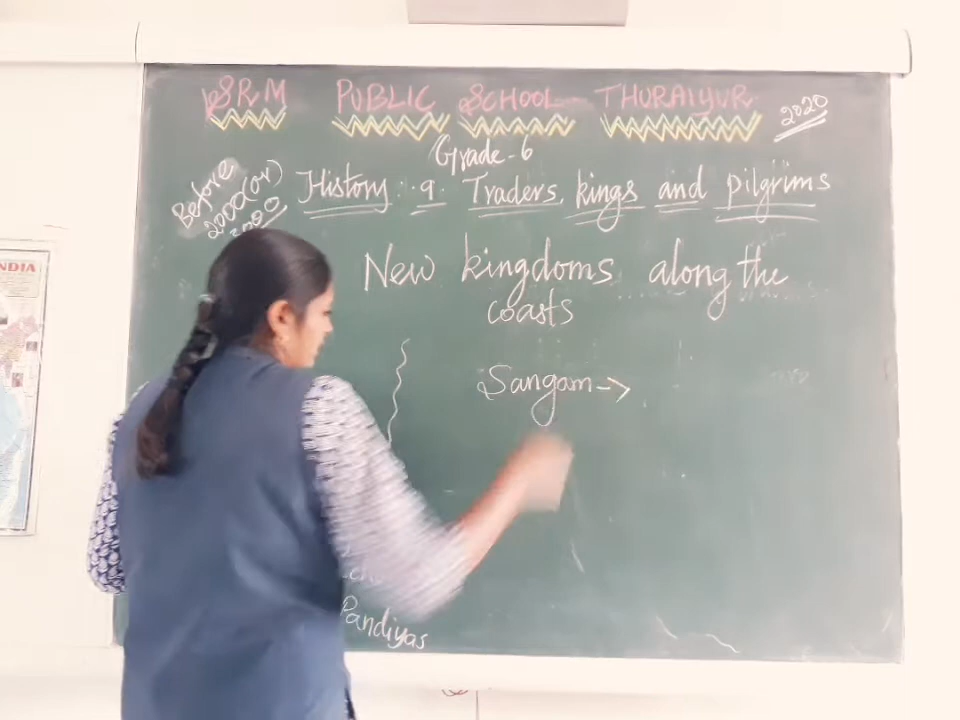 SRM PUBLIC SCHOOL THURAIYUR
2020
Grade-6
Before
2000 (or)
History: 9. Traders, kings and pilgrims
New kingdoms along the
coasts
Sangam →
Pandiyas
INDIA